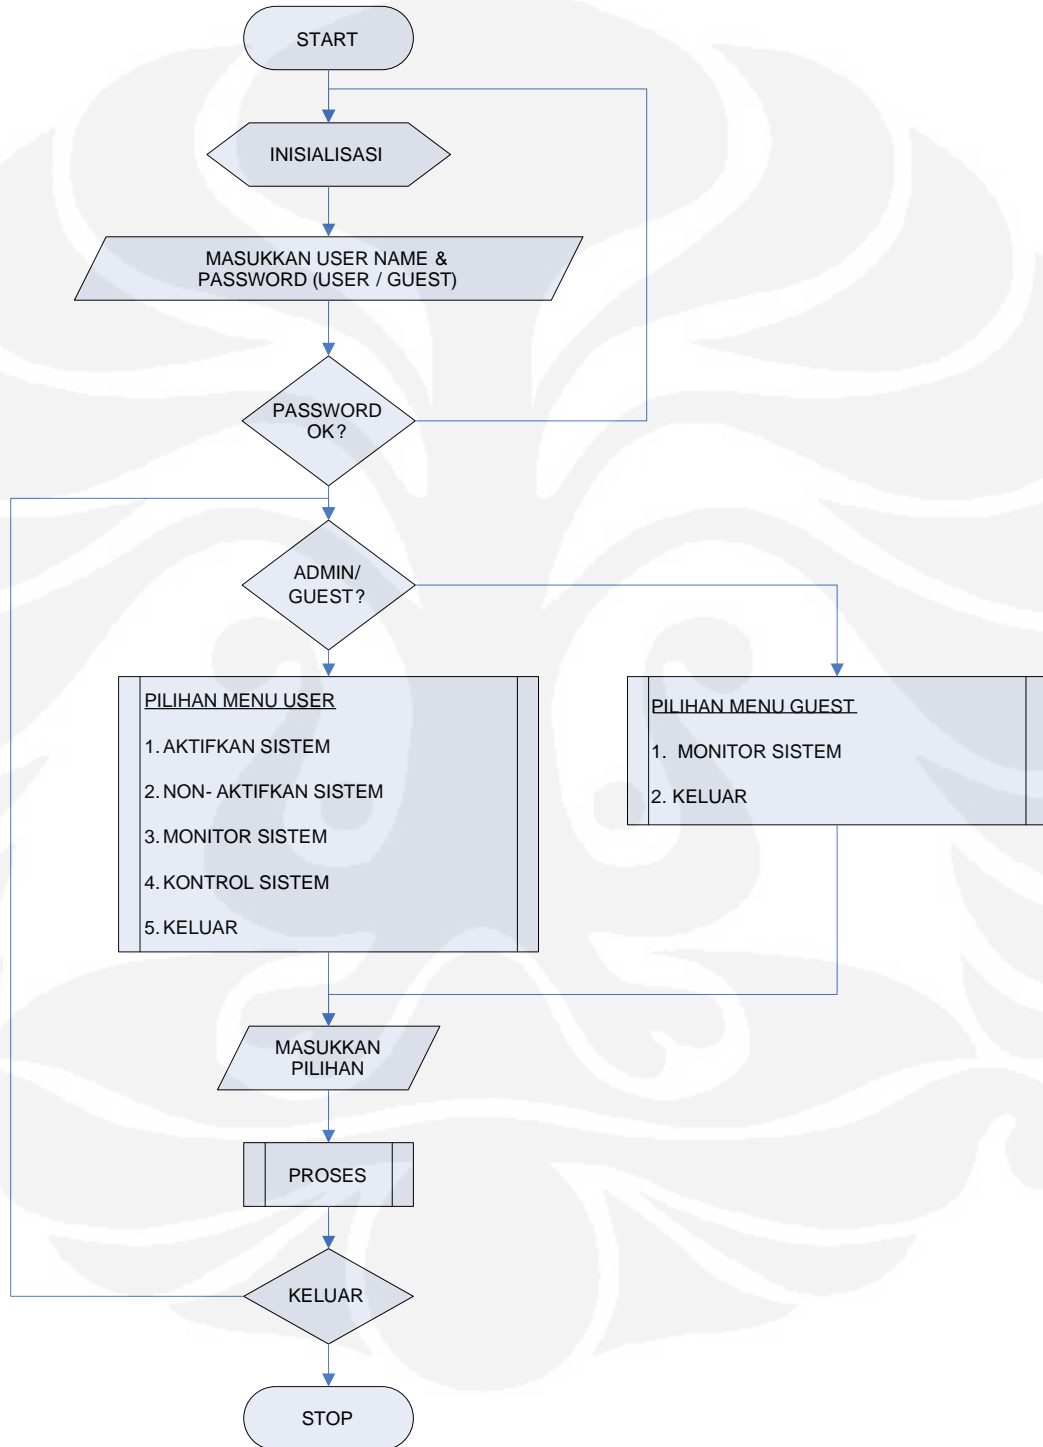 START
INISIALISASI
MASUKKAN USER NAME &
PASSWORD (USER / GUEST)
PASSWORD
OK?
ADMIN/
GUEST?
PILIHAN MENU USER
1. AKTIFKAN SISTEM
2. NON- AKTIFKAN SISTEM
3. MONITOR SISTEM
4. KONTROL SISTEM
5. KELUAR
PILIHAN MENU GUEST
1. MONITOR SISTEM
2. KELUAR
MASUKKAN
PILIHAN
PROSES
KELUAR
STOP